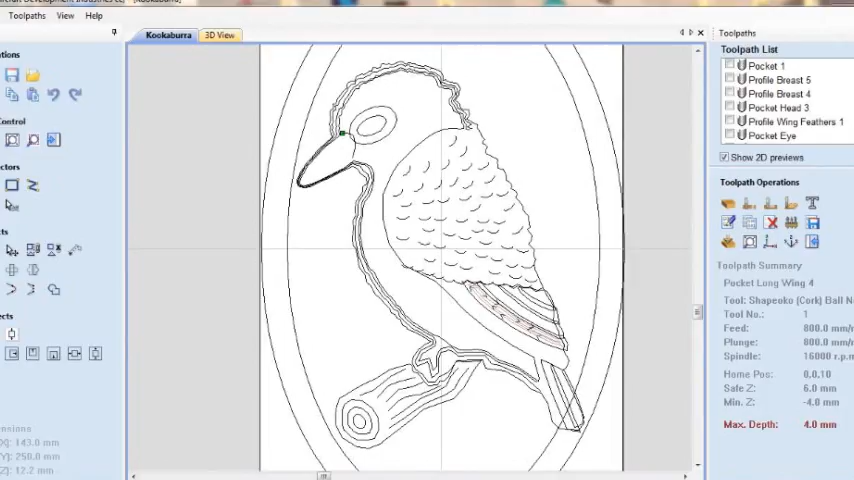 Toolpaths View Help
Kookaburra 3D View
Control
Toolpaths
Toolpath List
Pocket 1
Profile Breast 5
Profile Breast 4
Pocket Head 3
Profile Wing Feathers 1
Pocket Eye
Show 2D previews
Toolpath Operations
Toolpath Summary
Pocket Long Wing 4
Tool: Shapeoko (Cork) Ball No
Tool No.: 1
Feed: 800.0 mm/
Plunge: 800.0 mm/
Spindle: 16000 r.p.m
Home Pos: 0,0,10
Safe Z: 6.0 mm
Min. Z: -4.0 mm
Max. Depth: 4.0 mm
X]: 143.0 mm
Y]: 250.0 mm
Z]: 12.2 mm